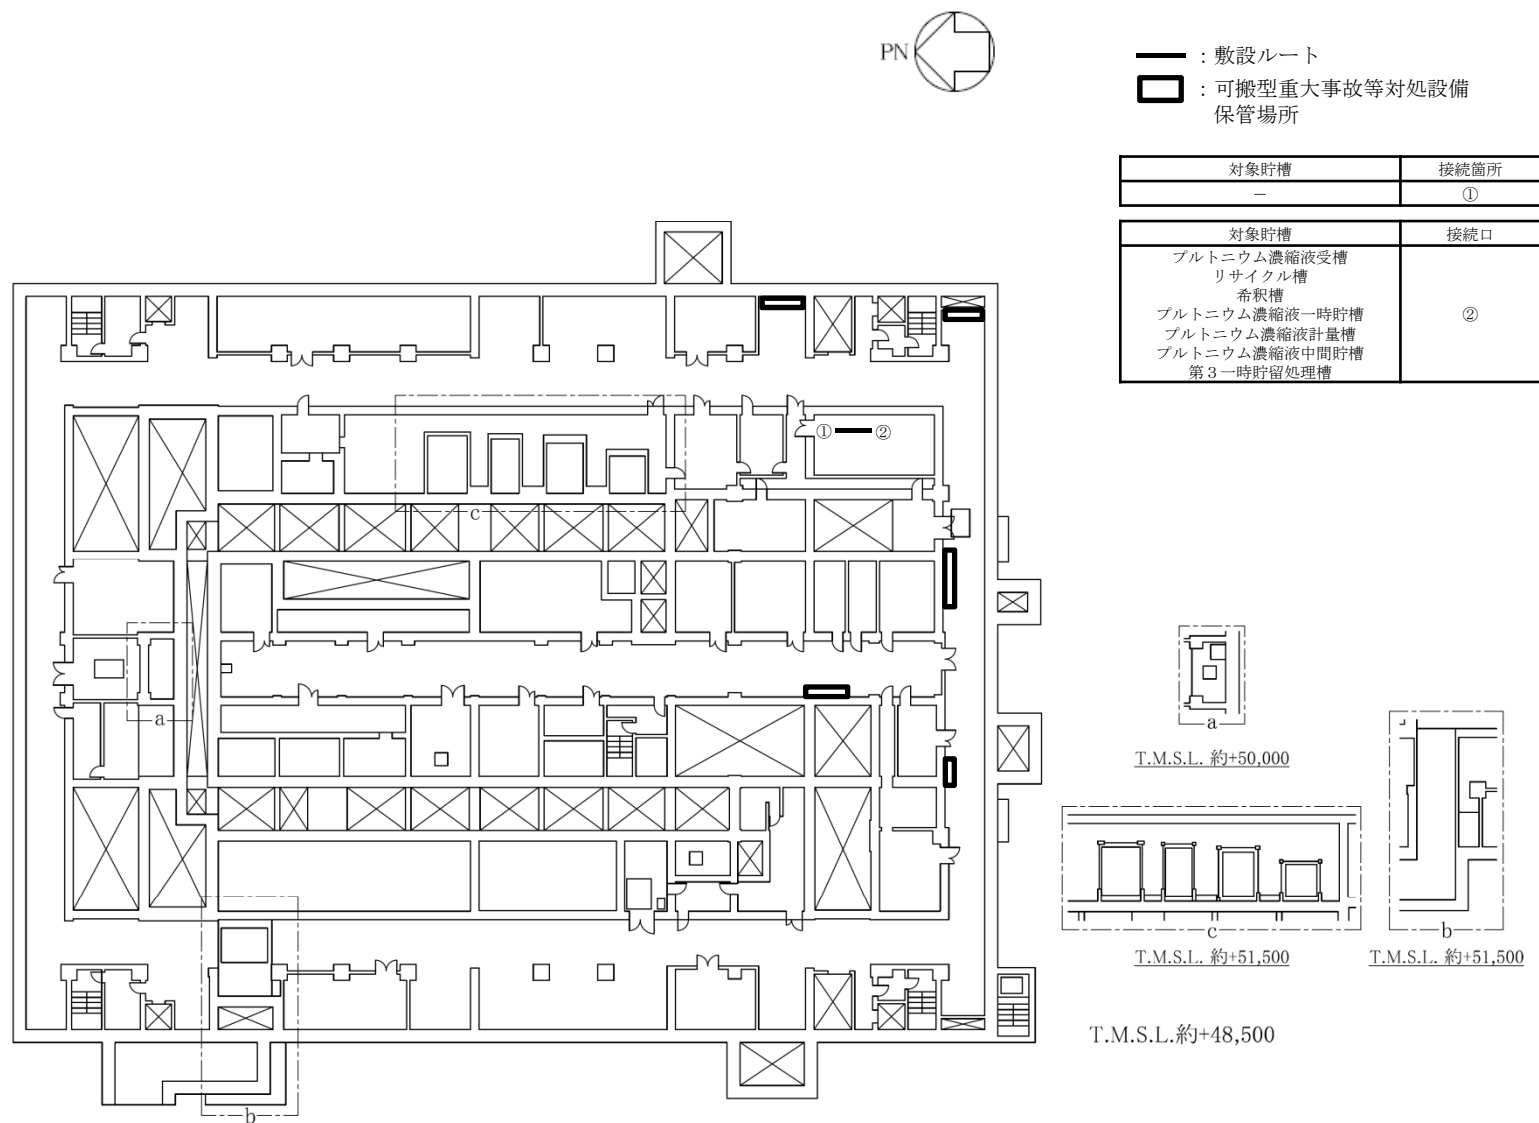 PN
：敷設ルート
：可搬型重大事故等対処設備
保管場所
対象貯槽 接続箇所
－ ①
対象貯槽 接続口
プルトニウム濃縮液受槽
リサイクル槽
希釈槽
プルトニウム濃縮液一時貯槽 ②
プルトニウム濃縮液計量槽
プルトニウム濃縮液中間貯槽
第３一時貯留処理槽
① ②
c
a
b
a
T.M.S.L. 約+50,000
c
T.M.S.L. 約+51,500
b
T.M.S.L. 約+51,500
T.M.S.L.約+48,500